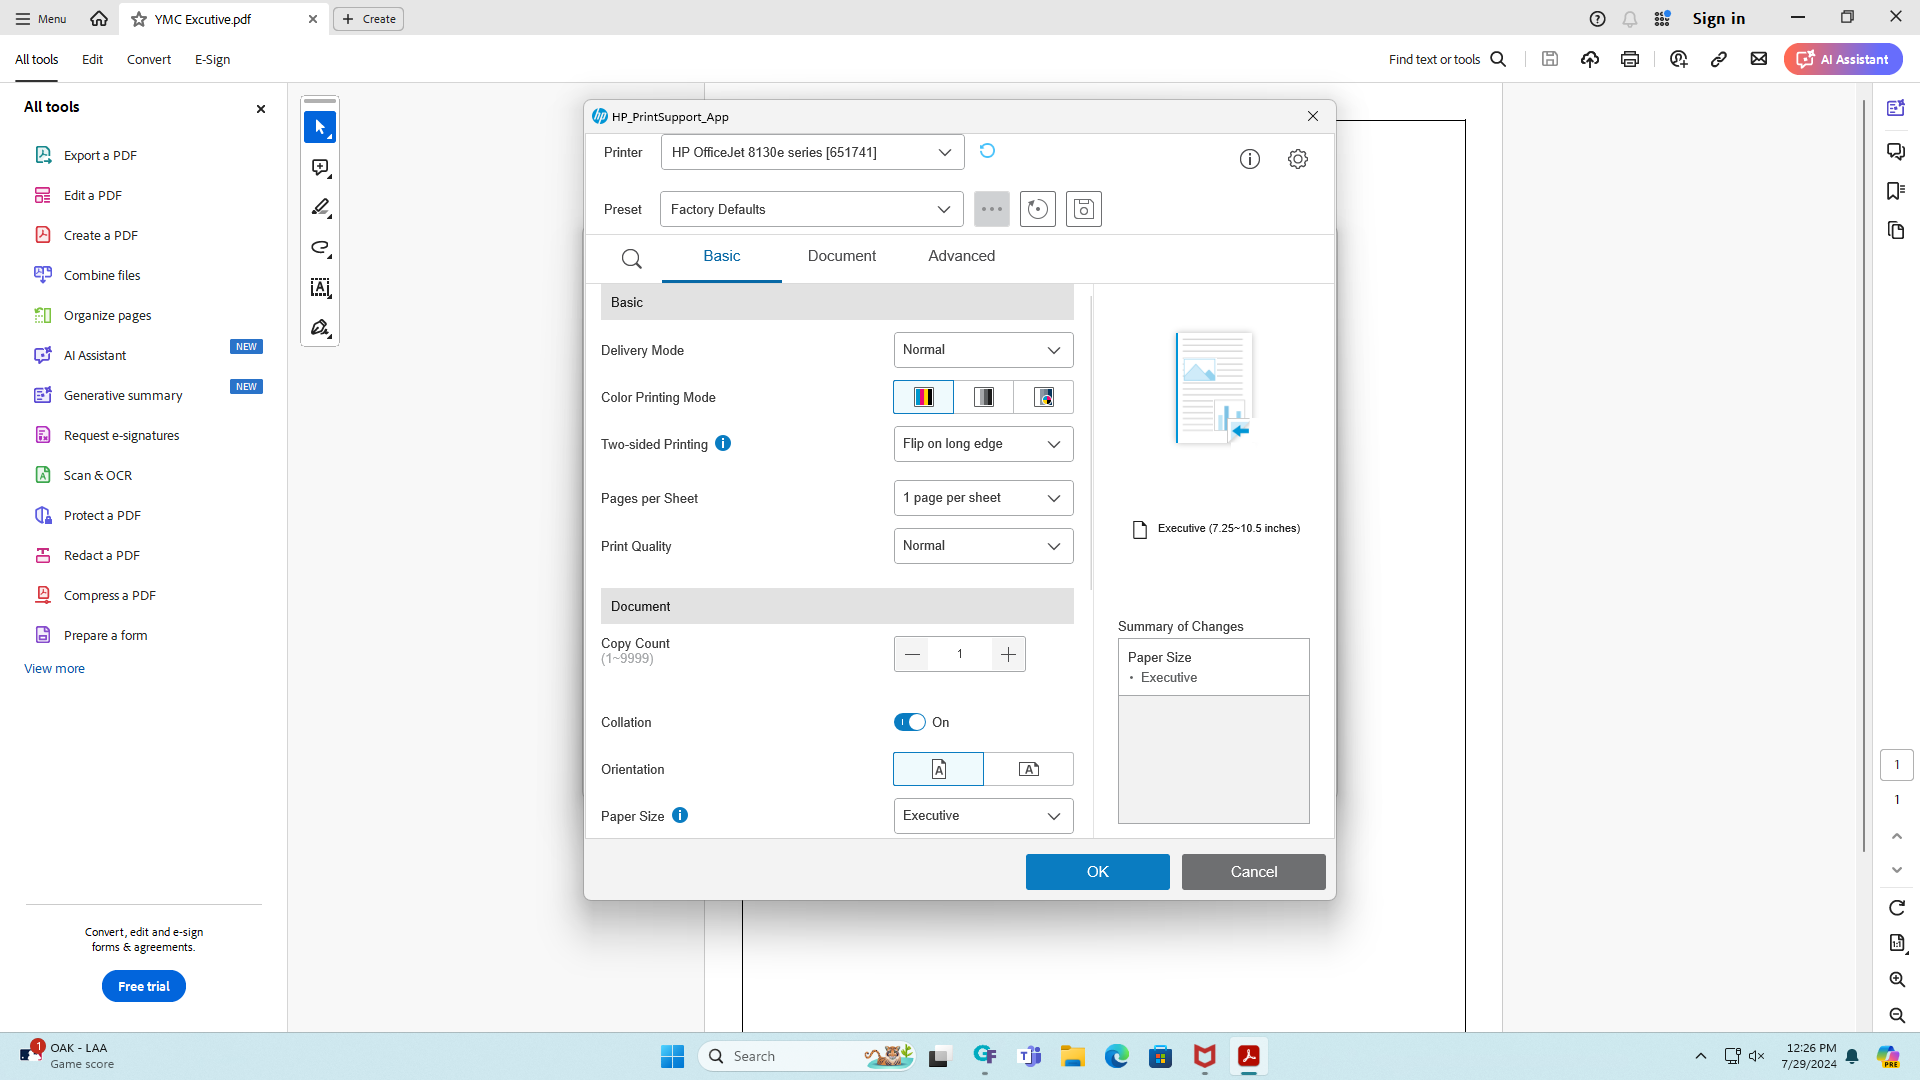 Menu
YMC Excutive.pdf
Create
Sign in
All tools
Edit
Convert
E-Sign
Find text or tools
AI Assistant
All tools
Export a PDF
Edit a PDF
Create a PDF
Combine files
Organize pages
AI Assistant
NEW
Generative summary
NEW
Request e-signatures
Scan & OCR
Protect a PDF
Redact a PDF
Compress a PDF
Prepare a form
View more
Convert, edit and e-sign
forms & agreements.
Free trial
HP_PrintSupport_App
Printer
HP OfficeJet 8130e series [651741]
Preset
Factory Defaults
Basic
Document
Advanced
Basic
Delivery Mode
Normal
Color Printing Mode
Two-sided Printing
Flip on long edge
Pages per Sheet
1 page per sheet
Print Quality
Normal
Document
Copy Count
(1~9999)
1
Collation
On
Orientation
Paper Size
Executive
Executive (7.25~10.5 inches)
Summary of Changes
Paper Size
• Executive
OK
Cancel
1
1
1
OAK - LAA
Game score
Search
12:26 PM
7/29/2024